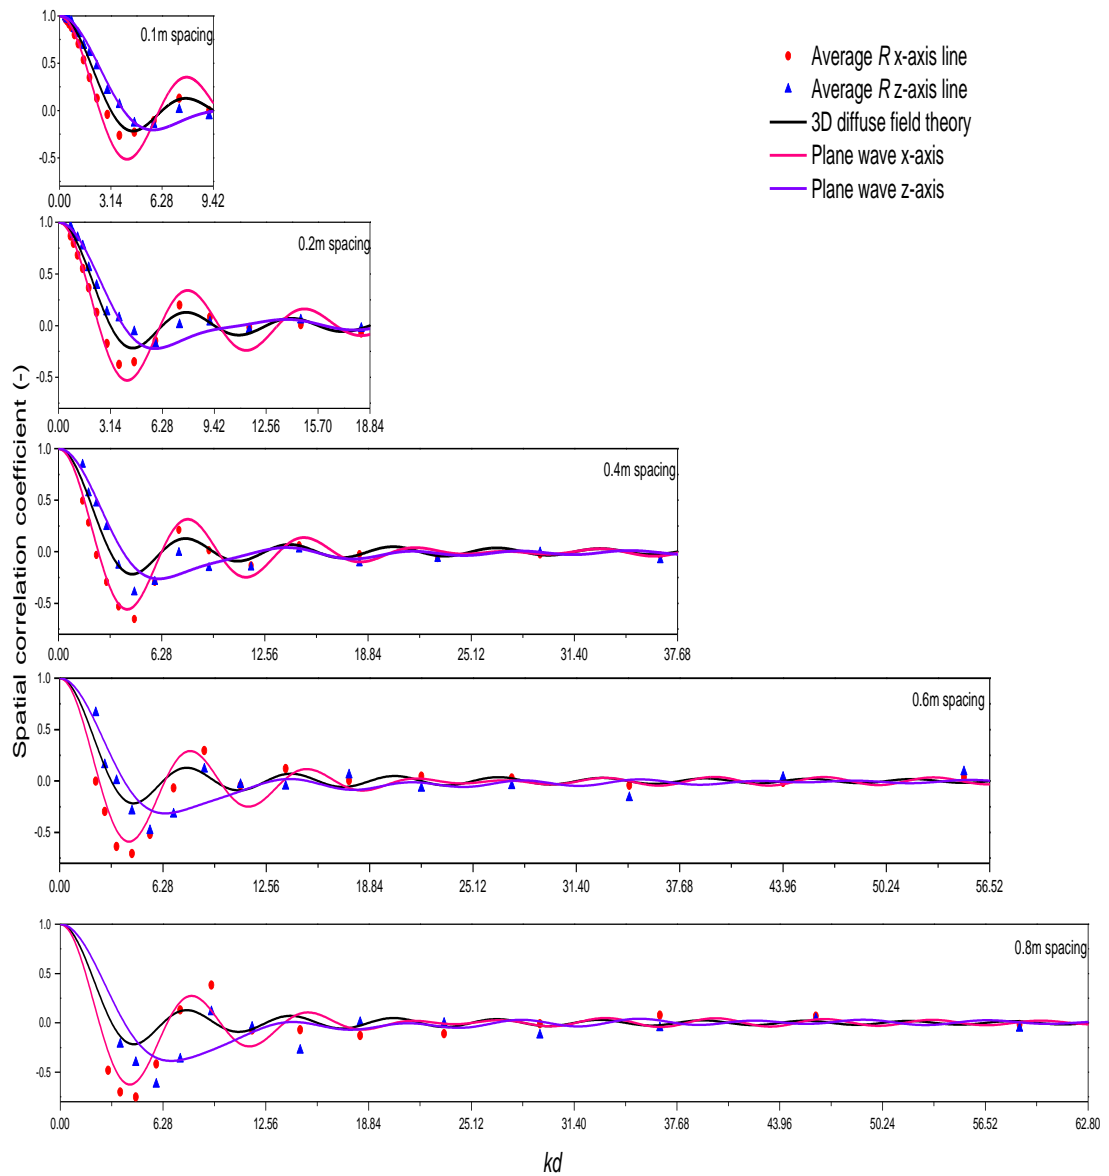 1.0
0.1m spacing
0.5
0.0
-0.5
0.00 3.14 6.28 9.42
Average R x-axis line
Average R z-axis line
3D diffuse field theory
Plane wave x-axis
Plane wave z-axis
1.0
0.2m spacing
0.5
0.0
-0.5
0.00 3.14 6.28 9.42 12.56 15.70 18.84
Spatial correlation coefficient (-)
1.0
0.4m spacing
0.5
0.0
-0.5
0.00 6.28 12.56 18.84 25.12 31.40 37.68
1.0
0.6m spacing
0.5
0.0
-0.5
0.00 6.28 12.56 18.84 25.12 31.40 37.68 43.96 50.24 56.52
1.0
0.8m spacing
0.5
0.0
-0.5
0.00 6.28 12.56 18.84 25.12 31.40 37.68 43.96 50.24 56.52 62.80
kd